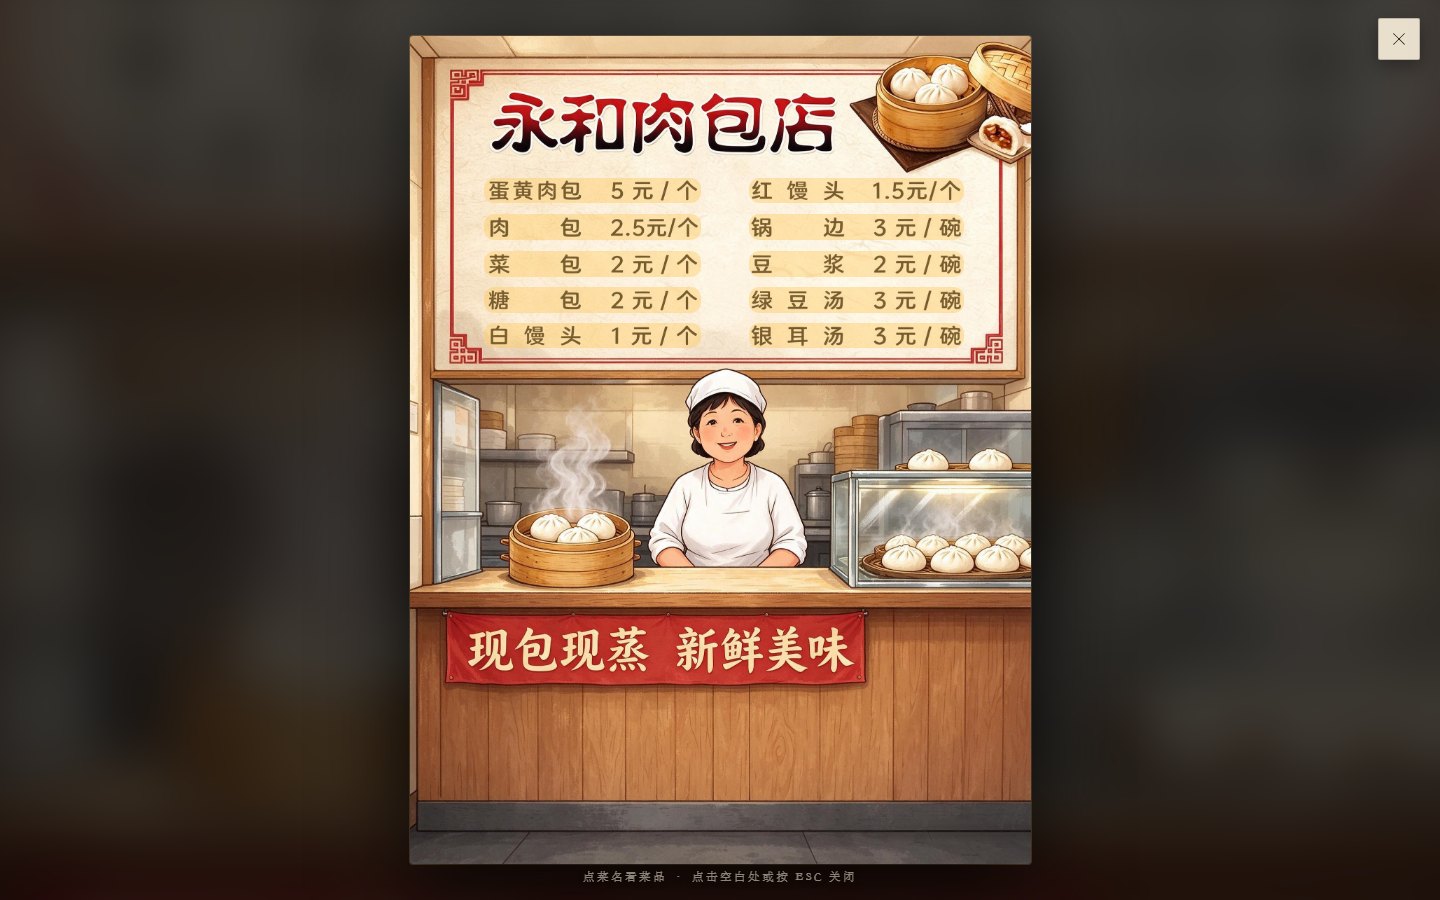 永和肉包店
蛋黄肉包 5元/个
肉包 2.5元/个
菜包 2元/个
糖包 2元/个
白馒头 1元/个
红馒头 1.5元/个
锅边 3元/碗
豆浆 2元/碗
绿豆汤 3元/碗
银耳汤 3元/碗
现包现蒸 新鲜美味
点菜名看菜品 · 点击空白处或按 ESC 关闭